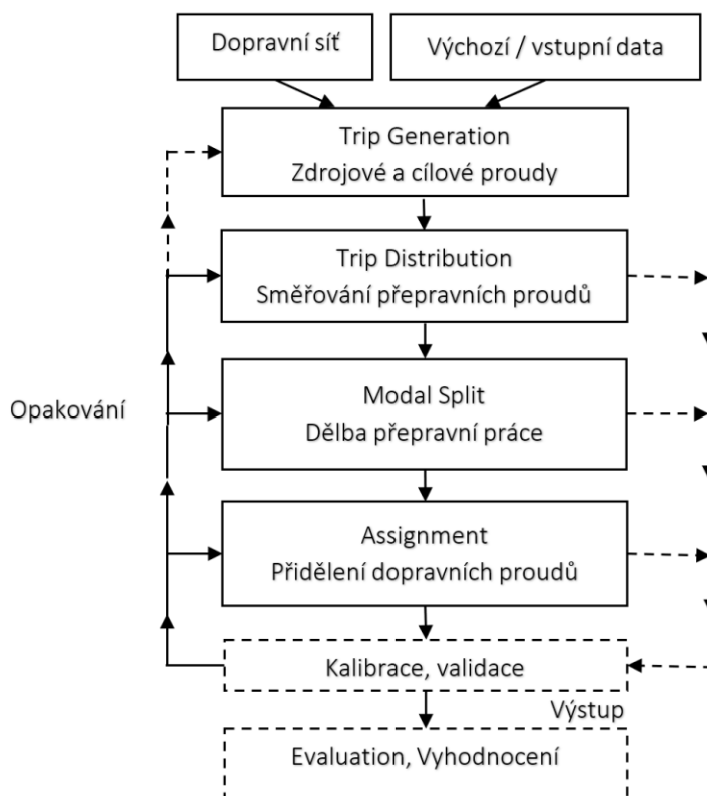 Dopravní síť
Výchozí / vstupní data
Trip Generation
Zdrojové a cílové proudy
Trip Distribution
Směřování přepravních proudů
Opakování
Modal Split
Dělba přepravní práce
Assignment
Přidělení dopravních proudů
Kalibrace, validace
Výstup
Evaluation, Vyhodnocení